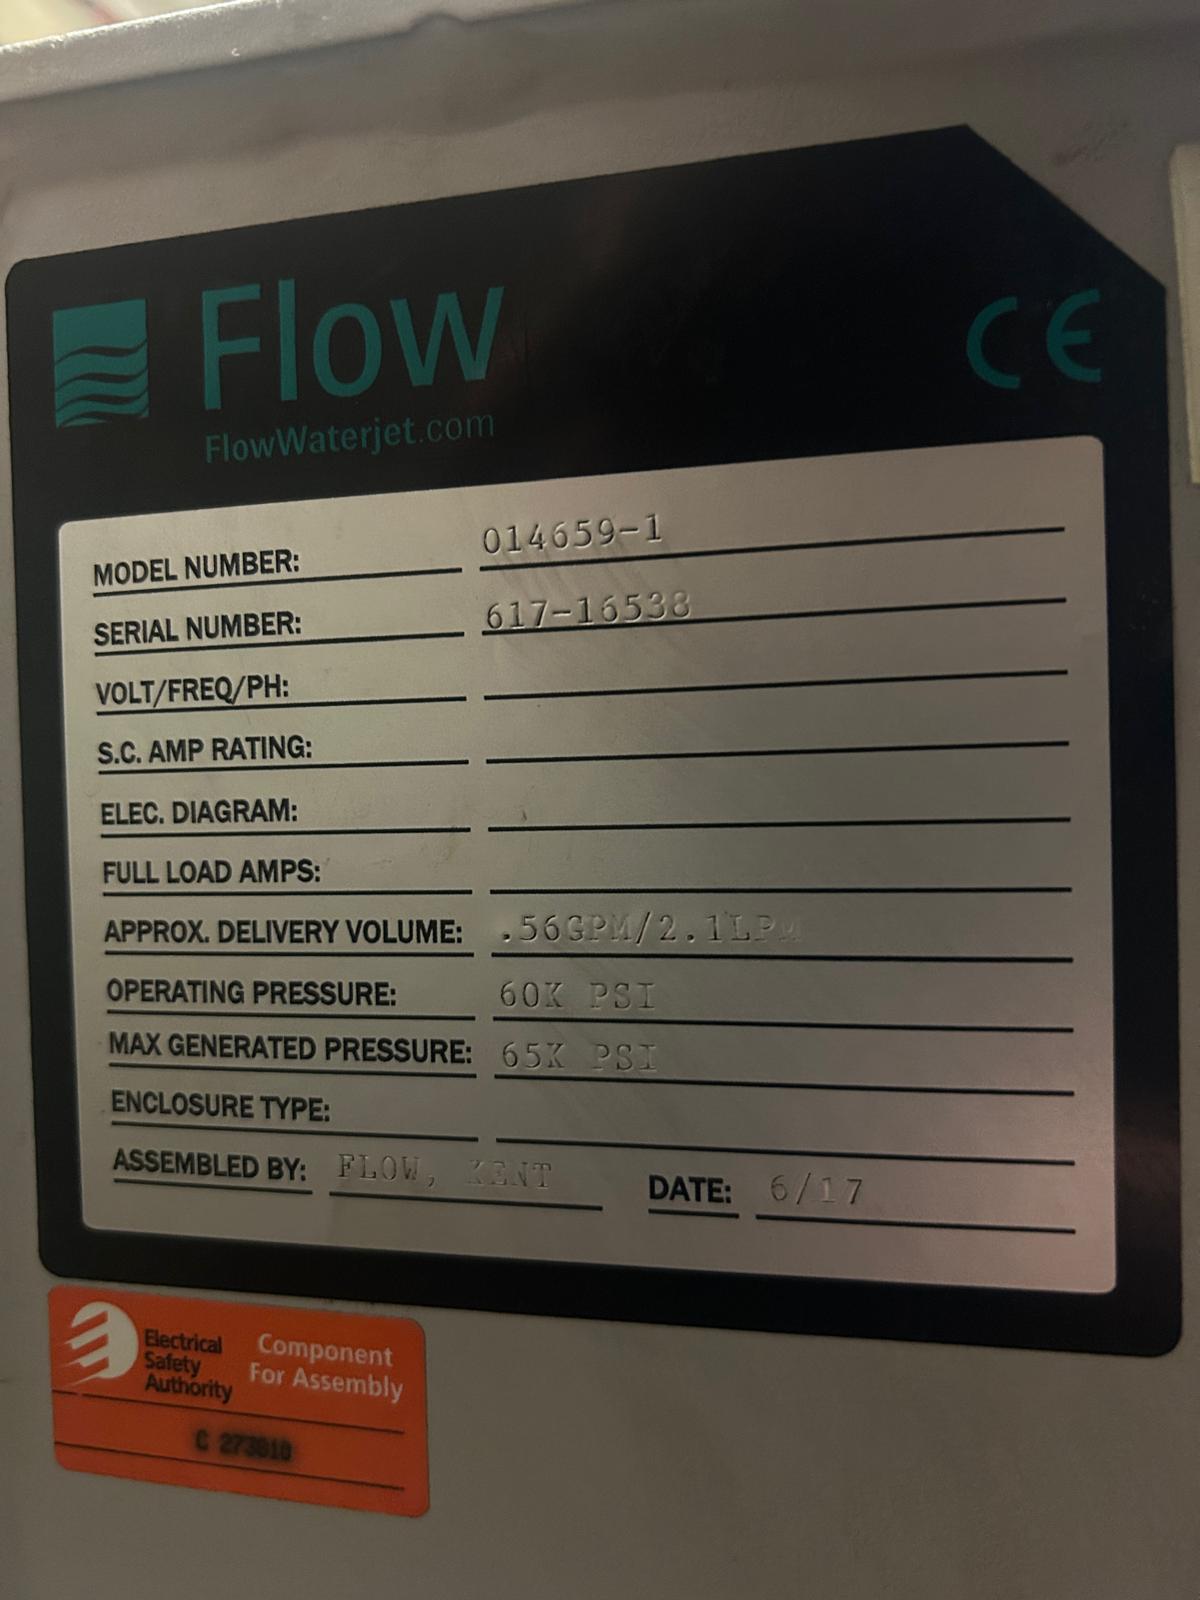 Flow
CE
FlowWaterjet.com
MODEL NUMBER: 014659-1
SERIAL NUMBER: 617-16538
VOLT/FREQ/PH:
S.C. AMP RATING:
ELEC. DIAGRAM:
FULL LOAD AMPS:
APPROX. DELIVERY VOLUME: .56GPM/2.1LPM
OPERATING PRESSURE: 60K PSI
MAX GENERATED PRESSURE: 65K PSI
ENCLOSURE TYPE:
ASSEMBLED BY: FLOW, KENT DATE: 6/17
Electrical
Safety
Authority
Component
For Assembly
C